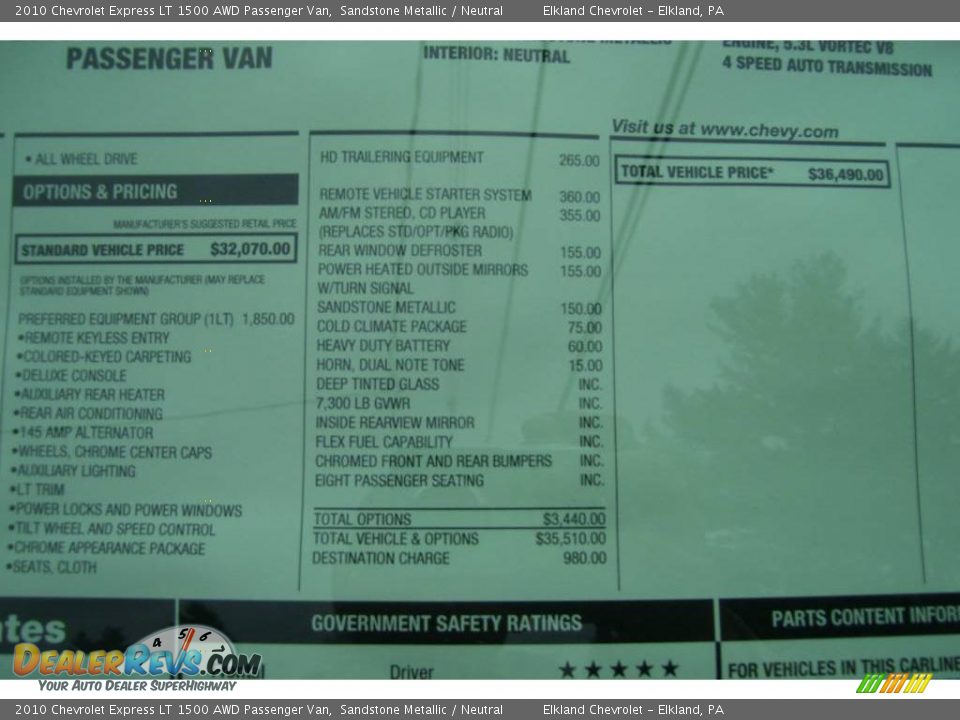 2010 Chevrolet Express LT 1500 AWD Passenger Van, Sandstone Metallic / Neutral Elkland Chevrolet - Elkland, PA
PASSENGER VAN
INTERIOR: NEUTRAL
METALLIC
ENGINE, 5.3L VORTEC V8
4 SPEED AUTO TRANSMISSION
• ALL WHEEL DRIVE
OPTIONS & PRICING
MANUFACTURER'S SUGGESTED RETAIL PRICE
STANDARD VEHICLE PRICE $32,070.00
OPTIONS INSTALLED BY THE MANUFACTURER (MAY REPLACE
STANDARD EQUIPMENT SHOWN)
PREFERRED EQUIPMENT GROUP (1LT) 1,850.00
•REMOTE KEYLESS ENTRY
•COLORED-KEYED CARPETING
•DELUXE CONSOLE
•AUXILIARY REAR HEATER
•REAR AIR CONDITIONING
•145 AMP ALTERNATOR
•WHEELS, CHROME CENTER CAPS
•AUXILIARY LIGHTING
•LT TRIM
•POWER LOCKS AND POWER WINDOWS
•TILT WHEEL AND SPEED CONTROL
•CHROME APPEARANCE PACKAGE
•SEATS, CLOTH
HD TRAILERING EQUIPMENT 265.00
REMOTE VEHICLE STARTER SYSTEM 360.00
AM/FM STEREO, CD PLAYER 355.00
(REPLACES STD/OPT/PKG RADIO)
REAR WINDOW DEFROSTER 155.00
POWER HEATED OUTSIDE MIRRORS 155.00
W/TURN SIGNAL
SANDSTONE METALLIC 150.00
COLD CLIMATE PACKAGE 75.00
HEAVY DUTY BATTERY 60.00
HORN, DUAL NOTE TONE 15.00
DEEP TINTED GLASS INC.
7,300 LB GVWR INC.
INSIDE REARVIEW MIRROR INC.
FLEX FUEL CAPABILITY INC.
CHROMED FRONT AND REAR BUMPERS INC.
EIGHT PASSENGER SEATING INC.
TOTAL OPTIONS $3,440.00
TOTAL VEHICLE & OPTIONS $35,510.00
DESTINATION CHARGE 980.00
Visit us at www.chevy.com
TOTAL VEHICLE PRICE* $36,490.00
GOVERNMENT SAFETY RATINGS
Driver ★★★★★
PARTS CONTENT INFOR
FOR VEHICLES IN THIS CARLINE
4 5 6
DEALERREVS.COM
YOUR AUTO DEALER SUPERHIGHWAY
2010 Chevrolet Express LT 1500 AWD Passenger Van, Sandstone Metallic / Neutral Elkland Chevrolet - Elkland, PA